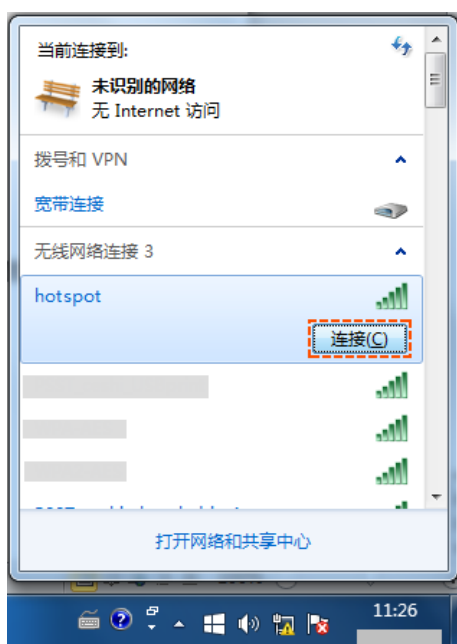 当前连接到:
未识别的网络
无 Internet 访问
拨号和 VPN
宽带连接
无线网络连接 3
hotspot
连接(C)
打开网络和共享中心
11:26